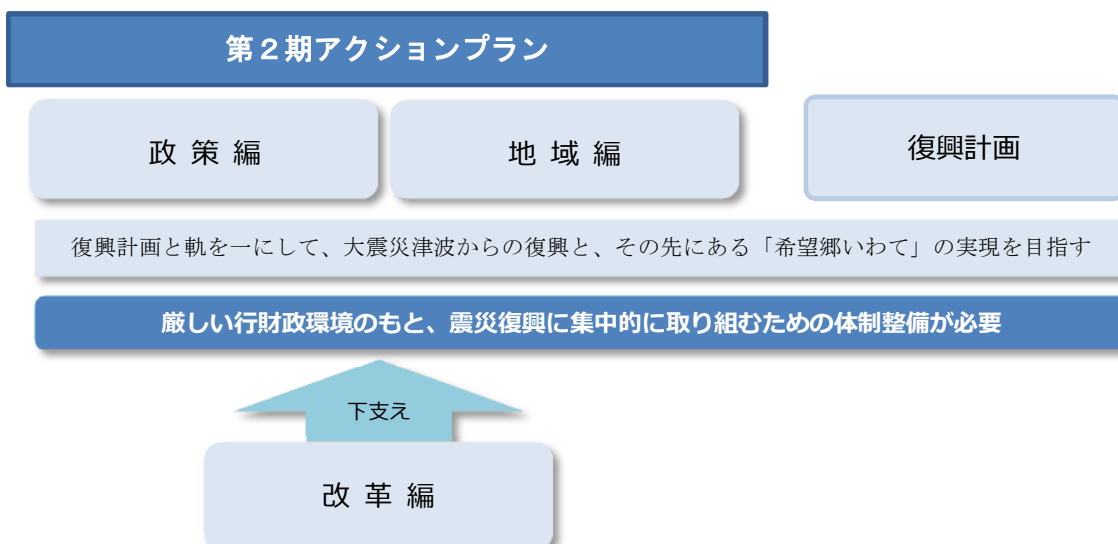 第２期アクションプラン
政 策 編
地 域 編
復興計画
復興計画と軌を一にして、大震災津波からの復興と、その先にある「希望郷いわて」の実現を目指す
厳しい行財政環境のもと、震災復興に集中的に取り組むための体制整備が必要
下支え
改 革 編